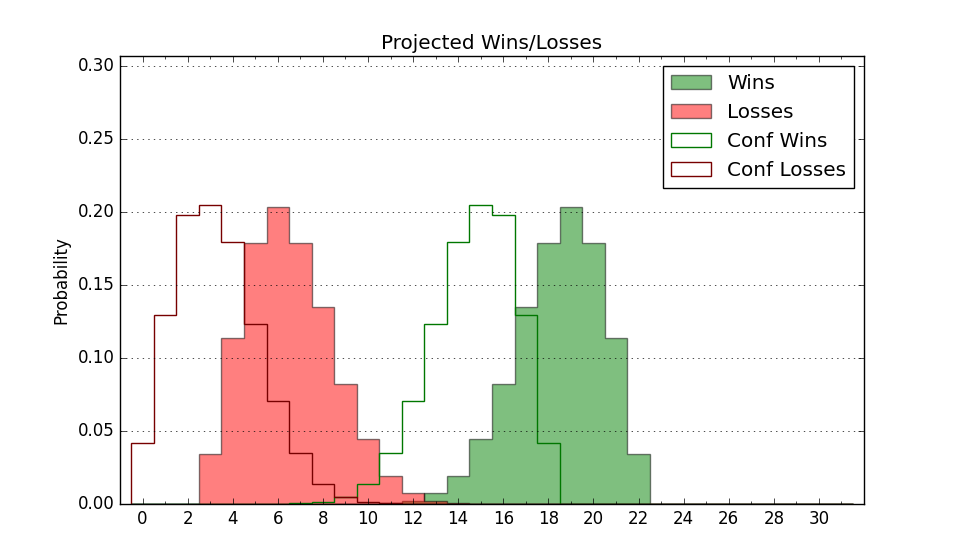 Projected Wins/Losses
0.30
0.25
0.20
0.15
0.10
0.05
0.00
Probability
Wins
Losses
Conf Wins
Conf Losses
0 2 4 6 8 10 12 14 16 18 20 22 24 26 28 30